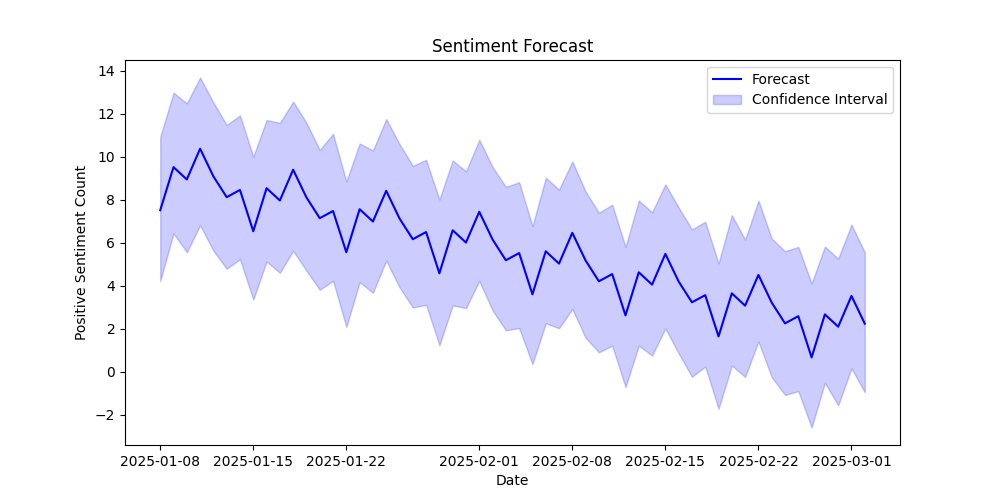 Sentiment Forecast
Forecast
Confidence Interval
Positive Sentiment Count
14
12
10
8
6
4
2
0
−2
2025-01-08 2025-01-15 2025-01-22 2025-02-01 2025-02-08 2025-02-15 2025-02-22 2025-03-01
Date